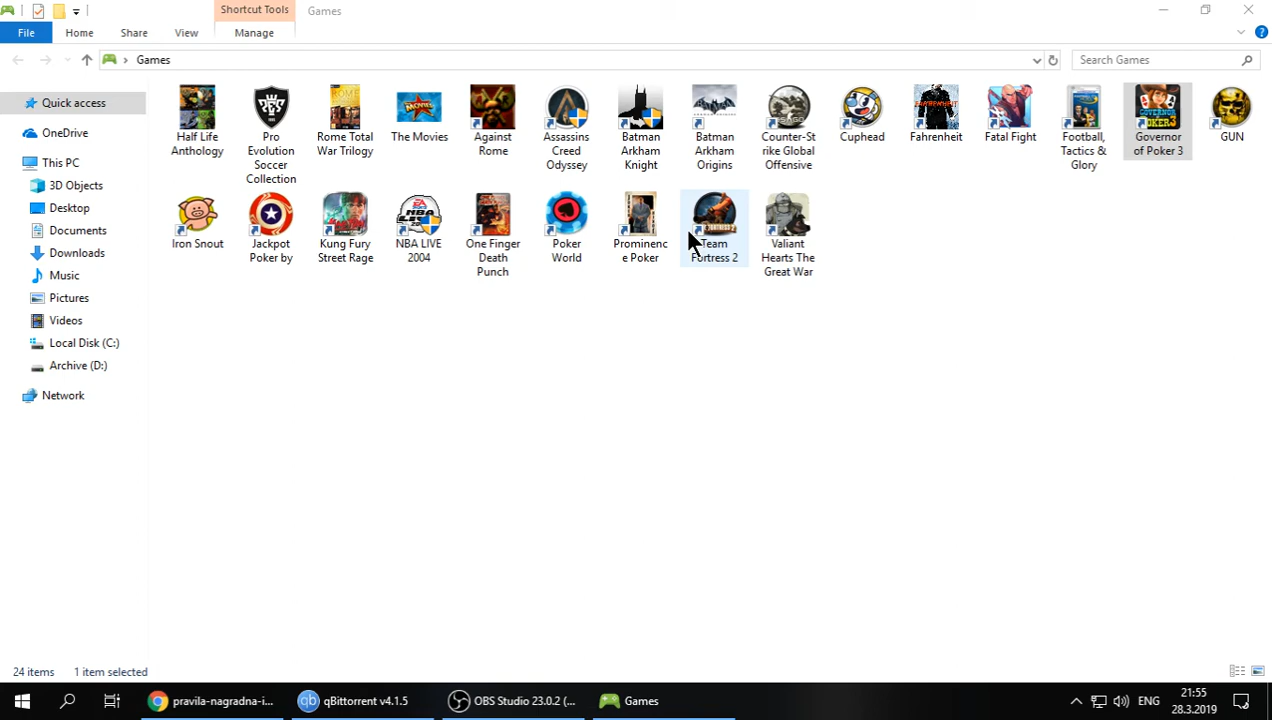 Shortcut Tools
Games
File
Home
Share
View
Manage
Games
Search Games
Quick access
OneDrive
This PC
3D Objects
Desktop
Documents
Downloads
Music
Pictures
Videos
Local Disk (C:)
Archive (D:)
Network
Half Life
Anthology
Pro
Evolution
Soccer
Collection
Rome Total
War Trilogy
The Movies
Against
Rome
Assassins
Creed
Odyssey
Batman
Arkham
Knight
Batman
Arkham
Origins
Counter-St
rike Global
Offensive
Cuphead
Fahrenheit
Fatal Fight
Football,
Tactics &
Glory
Governor
of Poker 3
GUN
Iron Snout
Jackpot
Poker by
Kung Fury
Street Rage
NBA LIVE
2004
One Finger
Death
Punch
Poker
World
Prominenc
e Poker
Team
Fortress 2
Valiant
Hearts The
Great War
24 items
1 item selected
pravila-nagradna-i...
qBittorrent v4.1.5
OBS Studio 23.0.2 (...
Games
ENG
21:55
28.3.2019